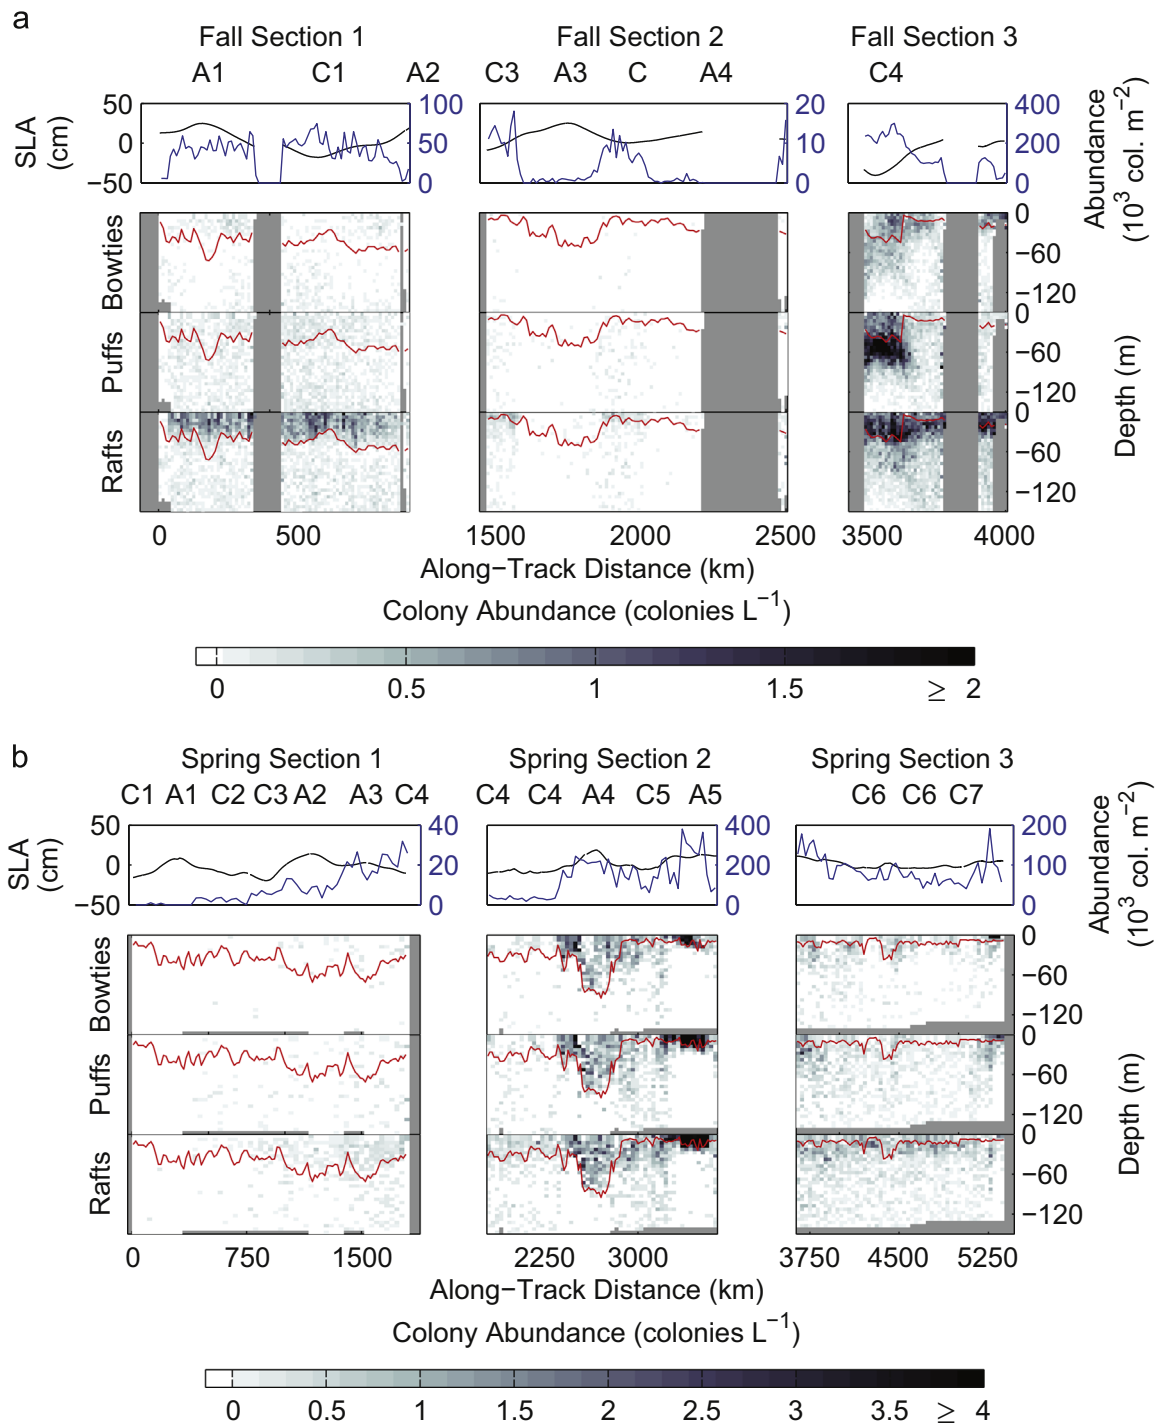 a
Fall Section 1 Fall Section 2 Fall Section 3
A1 C1 A2 C3 A3 C A4 C4
SLA (cm)
50 0 −50
100 50 0
20 10 0
400 200 0
Abundance (10³ col. m⁻²)
Bowties
0 −60 −120
Puffs
0 −60 −120
Rafts
0 −60 −120
Depth (m)
0 500 1500 2000 2500 3500 4000
Along−Track Distance (km)
Colony Abundance (colonies L⁻¹)
0 0.5 1 1.5 ≥ 2
b
Spring Section 1 Spring Section 2 Spring Section 3
C1 A1 C2 C3 A2 A3 C4 C4 C4 A4 C5 A5 C6 C6 C7
SLA (cm)
50 0 −50
40 20 0
400 200 0
200 100 0
Abundance (10³ col. m⁻²)
Bowties
0 −60 −120
Puffs
0 −60 −120
Rafts
0 −60 −120
Depth (m)
0 750 1500 2250 3000 3750 4500 5250
Along−Track Distance (km)
Colony Abundance (colonies L⁻¹)
0 0.5 1 1.5 2 2.5 3 3.5 ≥ 4